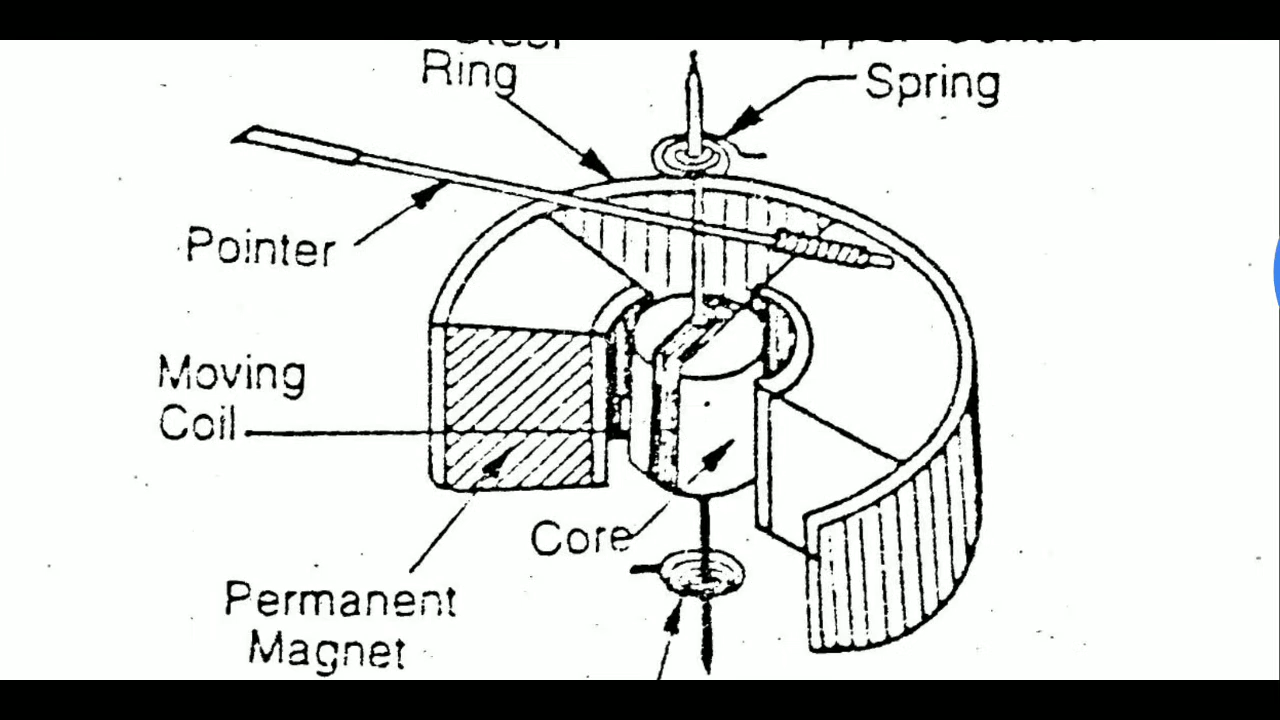 Ring
Spring
Pointer
Moving
Coil
Core
Permanent
Magnet